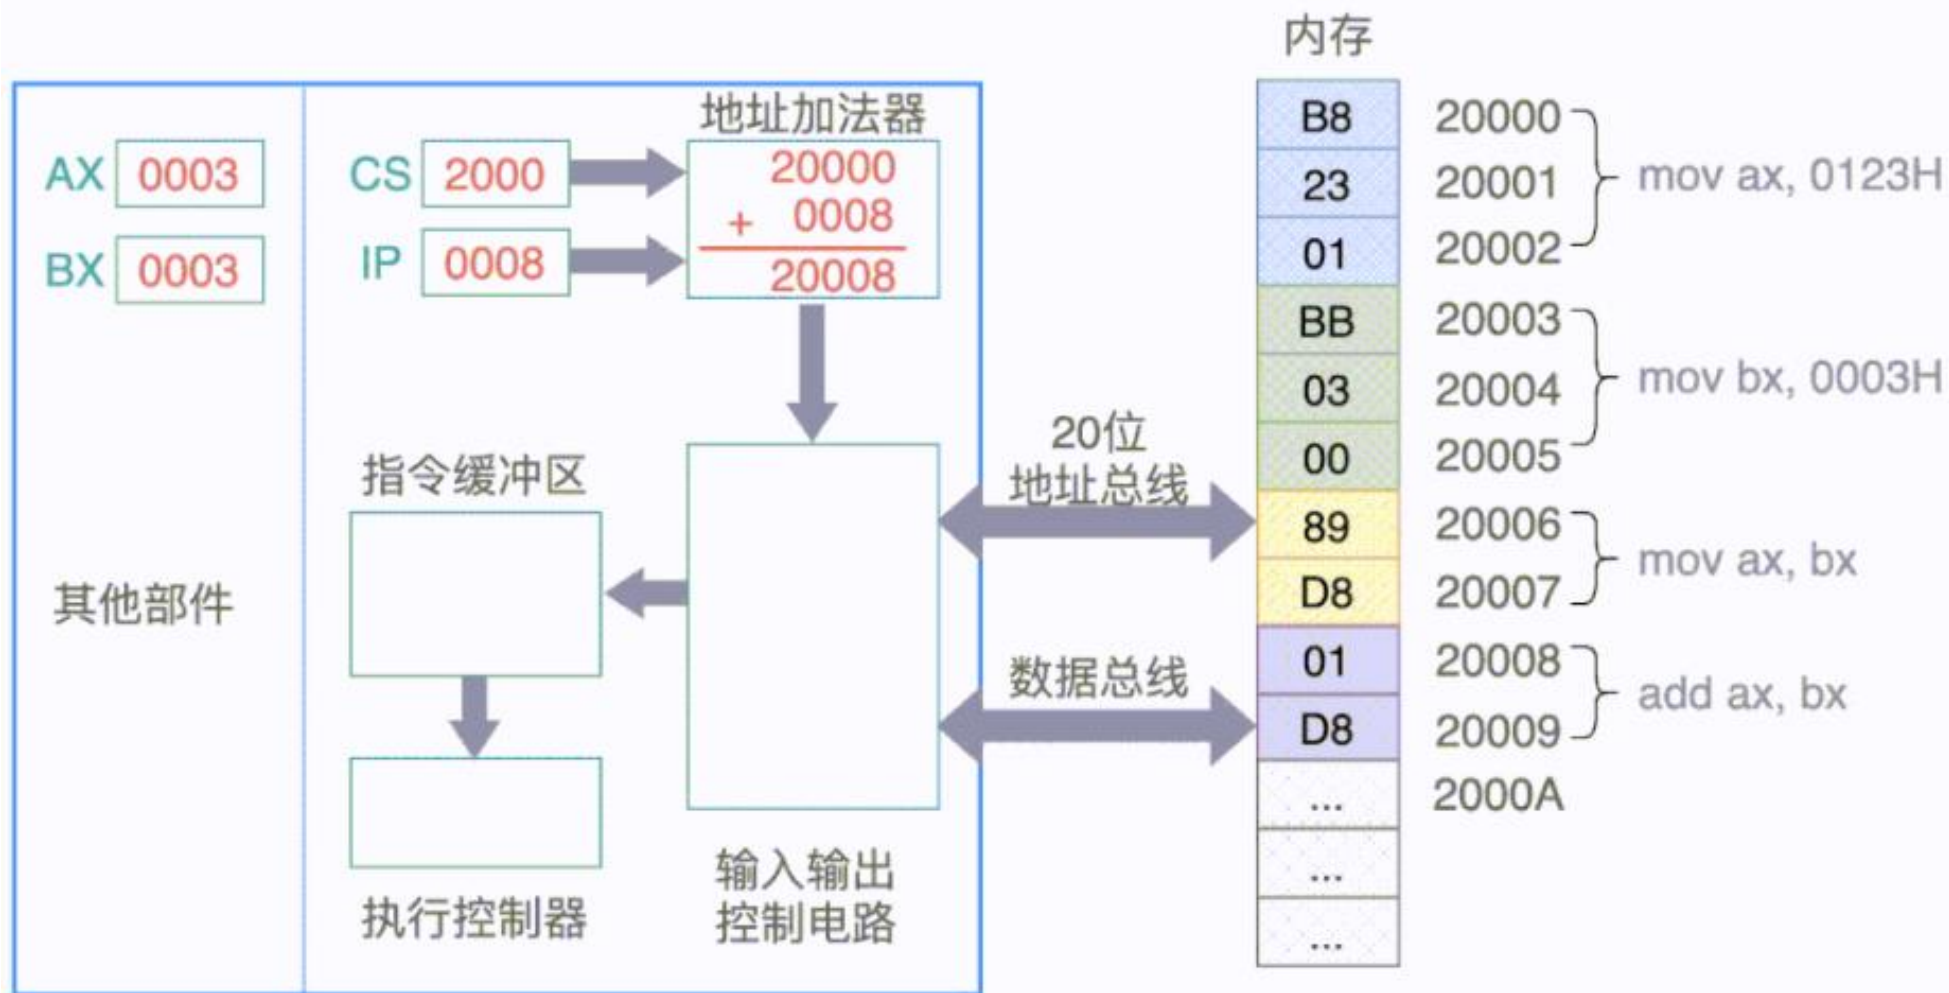 内存
地址加法器
AX 0003
BX 0003
CS 2000
IP 0008
20000
+ 0008
20008
其他部件
指令缓冲区
执行控制器
输入输出
控制电路
20位
地址总线
数据总线
B8 20000
23 20001
01 20002
mov ax, 0123H
BB 20003
03 20004
00 20005
mov bx, 0003H
89 20006
D8 20007
mov ax, bx
01 20008
D8 20009
add ax, bx
... 2000A
...
...